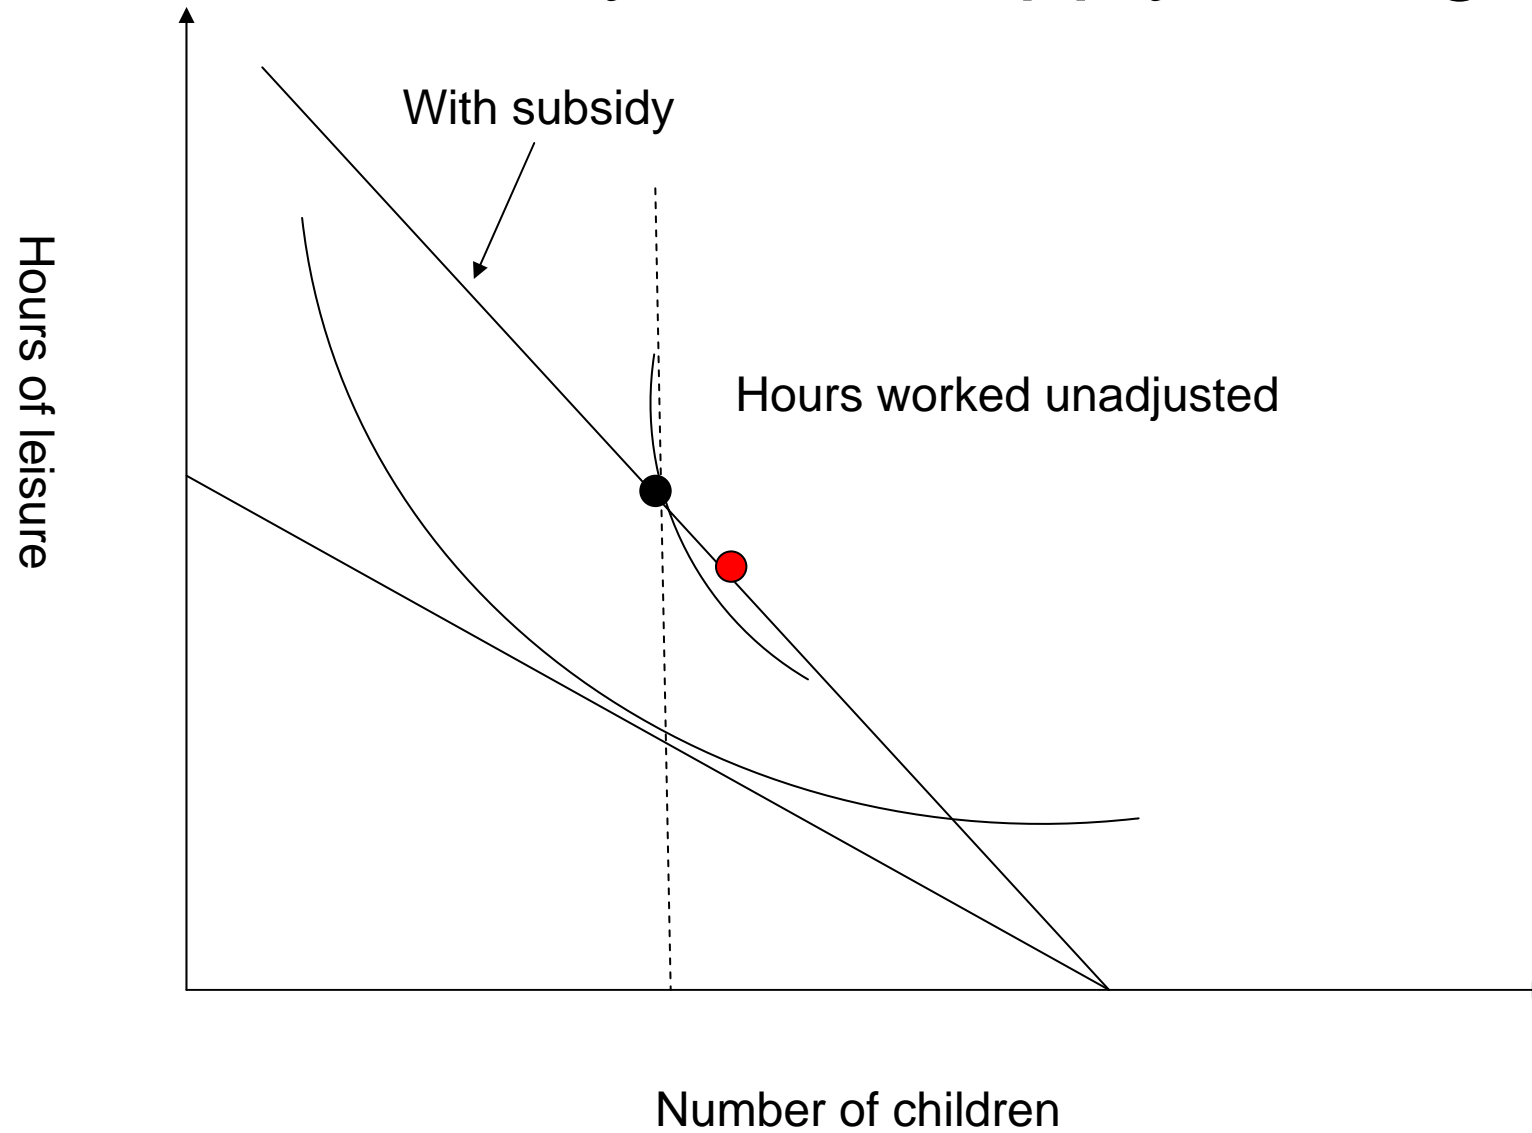 With subsidy
Hours of leisure
Hours worked unadjusted
Number of children